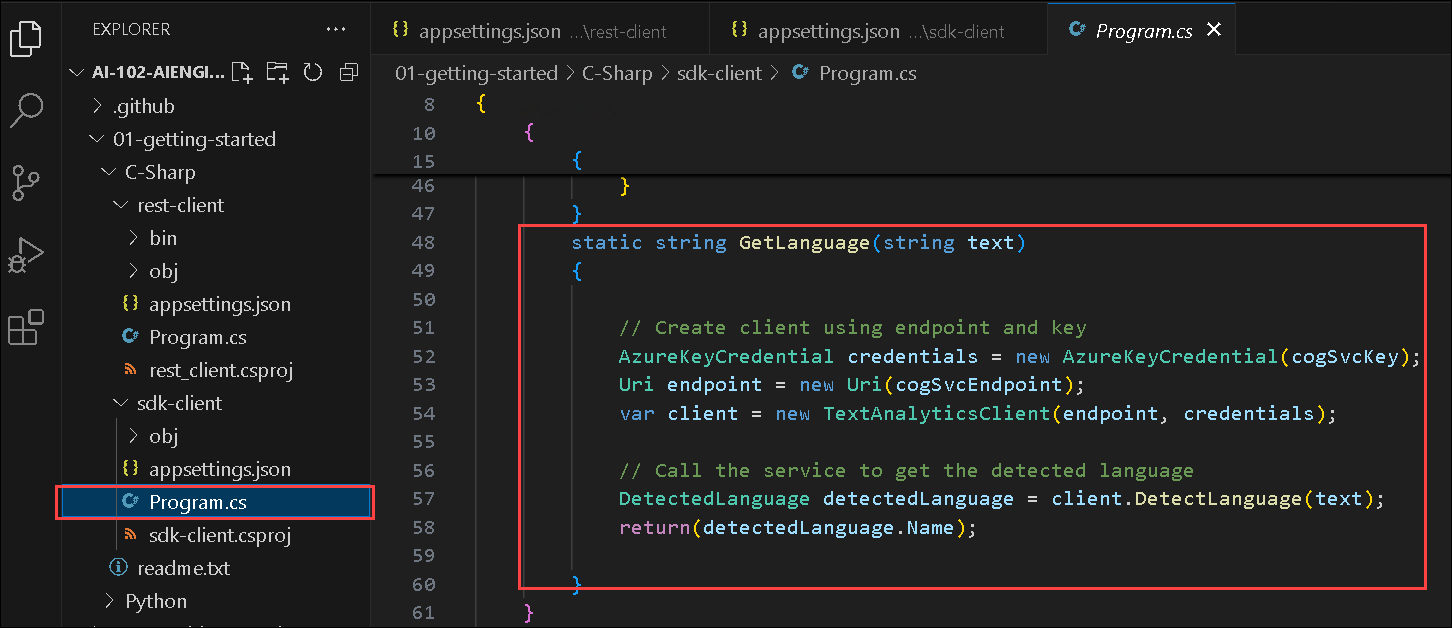 EXPLORER
AI-102-AIENGI...
.github
01-getting-started
C-Sharp
rest-client
bin
obj
{} appsettings.json
C# Program.cs
rest_client.csproj
sdk-client
obj
{} appsettings.json
C# Program.cs
sdk-client.csproj
readme.txt
Python
{} appsettings.json ...\rest-client
{} appsettings.json ...\sdk-client
C# Program.cs
01-getting-started > C-Sharp > sdk-client > C# Program.cs
8 {
10 {
15 {
46 }
47 }
48 static string GetLanguage(string text)
49 {
50
51 // Create client using endpoint and key
52 AzureKeyCredential credentials = new AzureKeyCredential(cogSvcKey);
53 Uri endpoint = new Uri(cogSvcEndpoint);
54 var client = new TextAnalyticsClient(endpoint, credentials);
55
56 // Call the service to get the detected language
57 DetectedLanguage detectedLanguage = client.DetectLanguage(text);
58 return(detectedLanguage.Name);
59
60 }
61 }